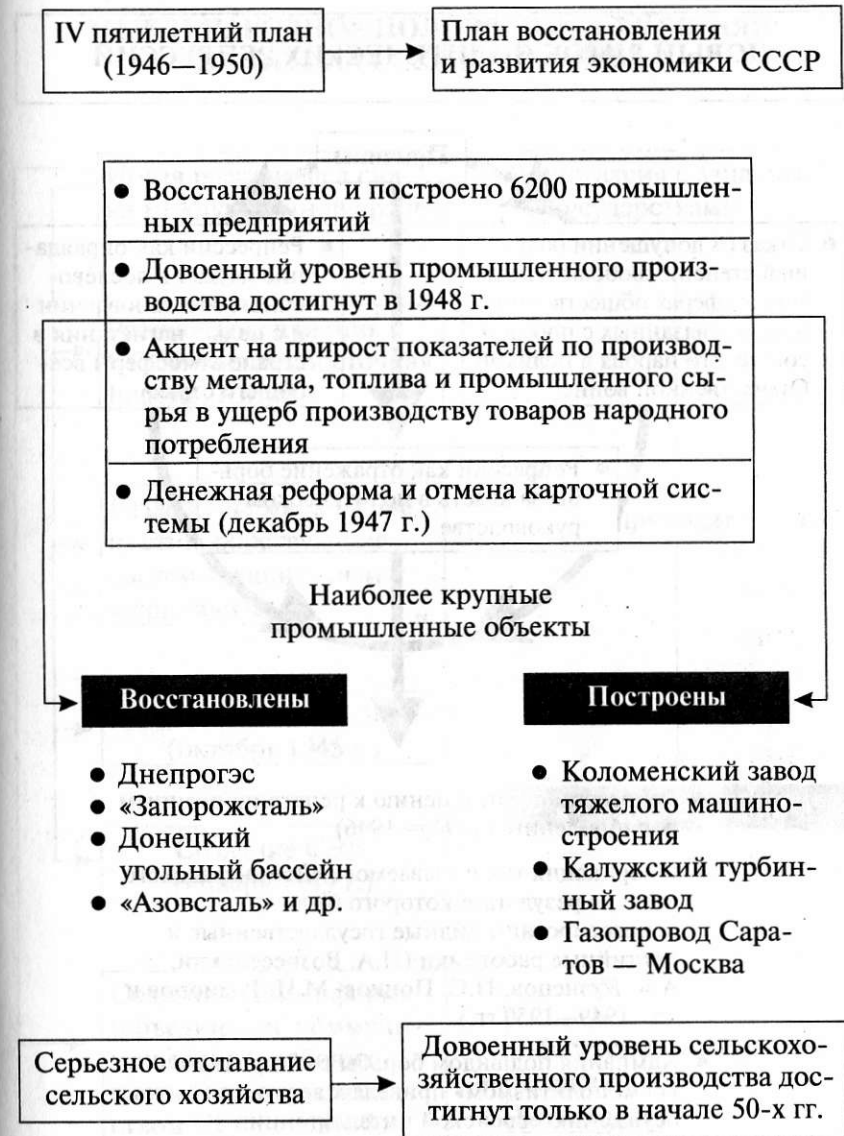 IV пятилетний план
(1946—1950)
План восстановления
и развития экономики СССР
● Восстановлено и построено 6200 промышлен-
ных предприятий
● Довоенный уровень промышленного произ-
водства достигнут в 1948 г.
● Акцент на прирост показателей по производ-
ству металла, топлива и промышленного сы-
рья в ущерб производству товаров народного
потребления
● Денежная реформа и отмена карточной сис-
темы (декабрь 1947 г.)
Наиболее крупные
промышленные объекты
Восстановлены
● Днепрогэс
● «Запорожсталь»
● Донецкий
угольный бассейн
● «Азовсталь» и др.
Построены
● Коломенский завод
тяжелого машино-
строения
● Калужский турбин-
ный завод
● Газопровод Сара-
тов — Москва
Серьезное отставание
сельского хозяйства
Довоенный уровень сельскохо-
зяйственного производства дос-
тигнут только в начале 50-х гг.